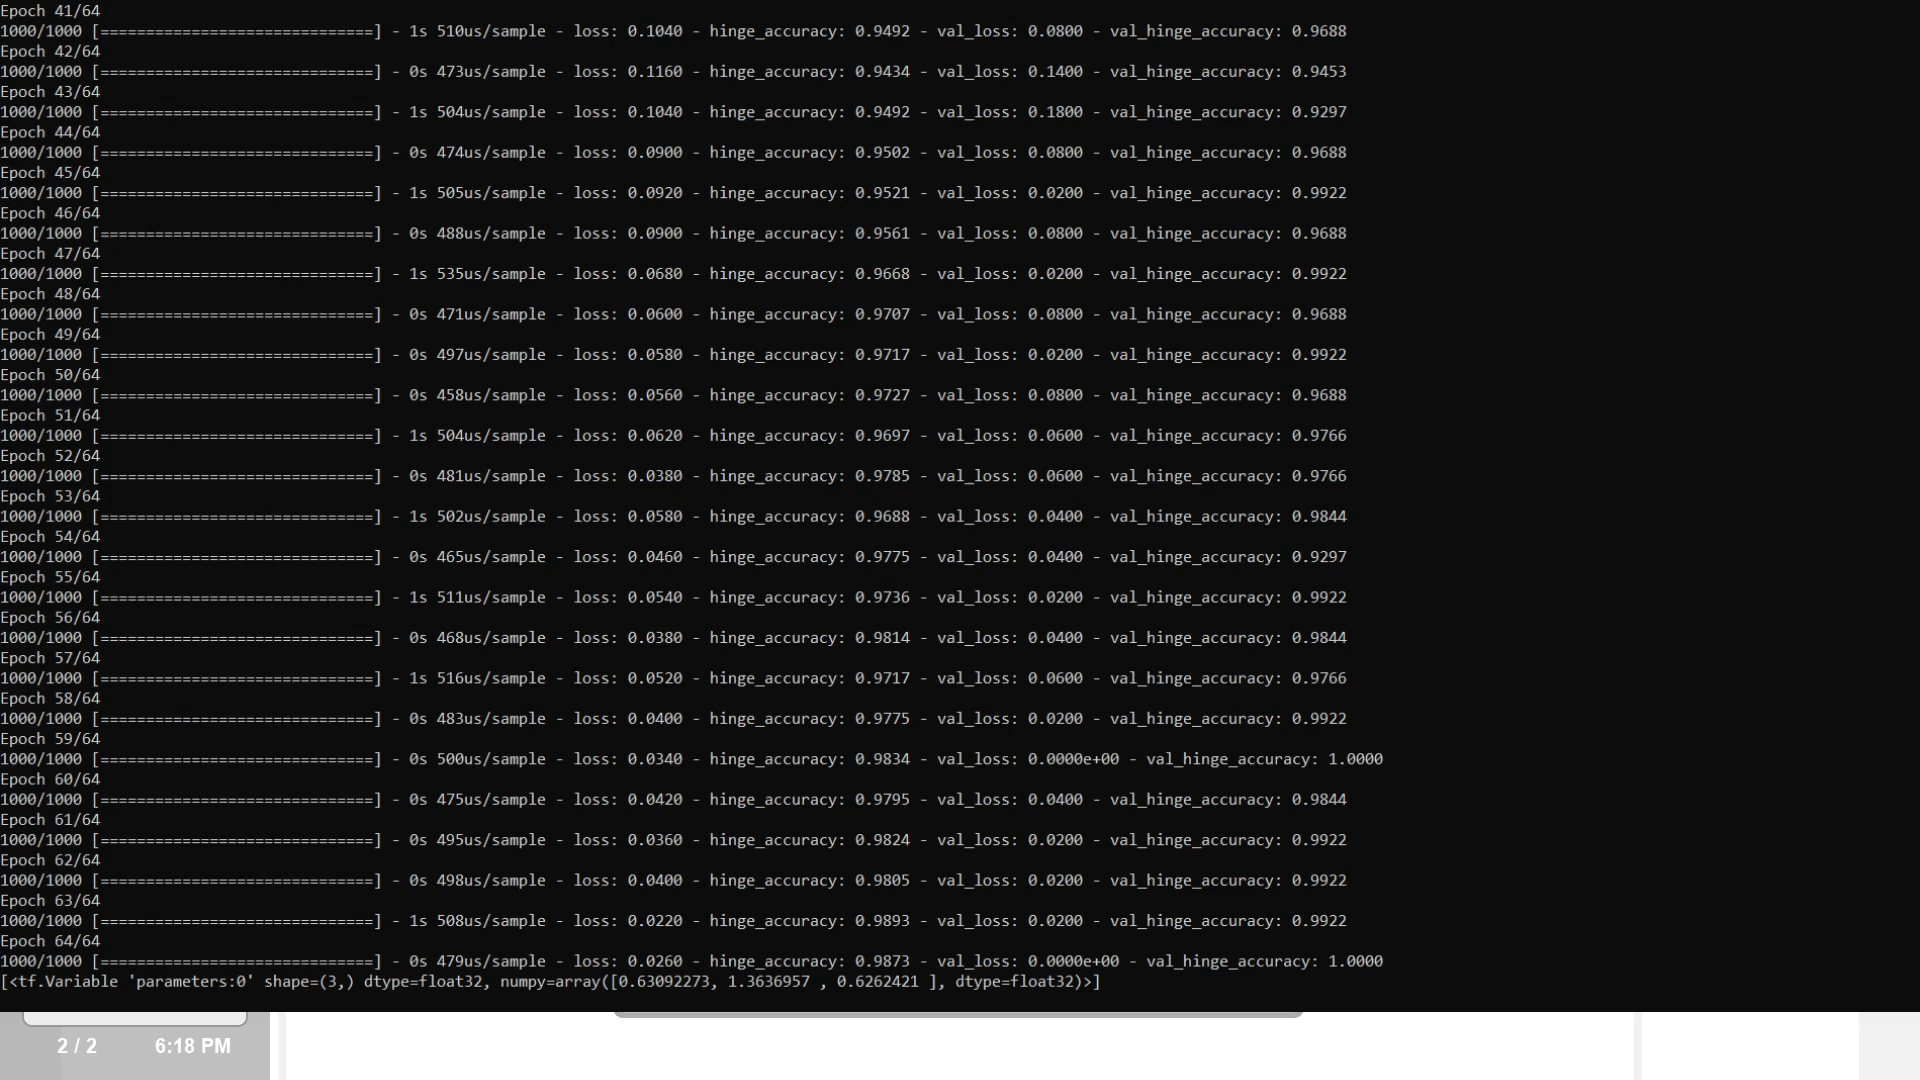 Epoch 41/64
1000/1000 [==============================] - 1s 510us/sample - loss: 0.1040 - hinge_accuracy: 0.9492 - val_loss: 0.0800 - val_hinge_accuracy: 0.9688
Epoch 42/64
1000/1000 [==============================] - 0s 473us/sample - loss: 0.1160 - hinge_accuracy: 0.9434 - val_loss: 0.1400 - val_hinge_accuracy: 0.9453
Epoch 43/64
1000/1000 [==============================] - 1s 504us/sample - loss: 0.1040 - hinge_accuracy: 0.9492 - val_loss: 0.1800 - val_hinge_accuracy: 0.9297
Epoch 44/64
1000/1000 [==============================] - 0s 474us/sample - loss: 0.0900 - hinge_accuracy: 0.9502 - val_loss: 0.0800 - val_hinge_accuracy: 0.9688
Epoch 45/64
1000/1000 [==============================] - 1s 505us/sample - loss: 0.0920 - hinge_accuracy: 0.9521 - val_loss: 0.0200 - val_hinge_accuracy: 0.9922
Epoch 46/64
1000/1000 [==============================] - 0s 488us/sample - loss: 0.0900 - hinge_accuracy: 0.9561 - val_loss: 0.0800 - val_hinge_accuracy: 0.9688
Epoch 47/64
1000/1000 [==============================] - 1s 535us/sample - loss: 0.0680 - hinge_accuracy: 0.9668 - val_loss: 0.0200 - val_hinge_accuracy: 0.9922
Epoch 48/64
1000/1000 [==============================] - 0s 471us/sample - loss: 0.0600 - hinge_accuracy: 0.9707 - val_loss: 0.0800 - val_hinge_accuracy: 0.9688
Epoch 49/64
1000/1000 [==============================] - 0s 497us/sample - loss: 0.0580 - hinge_accuracy: 0.9717 - val_loss: 0.0200 - val_hinge_accuracy: 0.9922
Epoch 50/64
1000/1000 [==============================] - 0s 458us/sample - loss: 0.0560 - hinge_accuracy: 0.9727 - val_loss: 0.0800 - val_hinge_accuracy: 0.9688
Epoch 51/64
1000/1000 [==============================] - 1s 504us/sample - loss: 0.0620 - hinge_accuracy: 0.9697 - val_loss: 0.0600 - val_hinge_accuracy: 0.9766
Epoch 52/64
1000/1000 [==============================] - 0s 481us/sample - loss: 0.0380 - hinge_accuracy: 0.9785 - val_loss: 0.0600 - val_hinge_accuracy: 0.9766
Epoch 53/64
1000/1000 [==============================] - 1s 502us/sample - loss: 0.0580 - hinge_accuracy: 0.9688 - val_loss: 0.0400 - val_hinge_accuracy: 0.9844
Epoch 54/64
1000/1000 [==============================] - 0s 465us/sample - loss: 0.0460 - hinge_accuracy: 0.9775 - val_loss: 0.0400 - val_hinge_accuracy: 0.9297
Epoch 55/64
1000/1000 [==============================] - 1s 511us/sample - loss: 0.0540 - hinge_accuracy: 0.9736 - val_loss: 0.0200 - val_hinge_accuracy: 0.9922
Epoch 56/64
1000/1000 [==============================] - 0s 468us/sample - loss: 0.0380 - hinge_accuracy: 0.9814 - val_loss: 0.0400 - val_hinge_accuracy: 0.9844
Epoch 57/64
1000/1000 [==============================] - 1s 516us/sample - loss: 0.0520 - hinge_accuracy: 0.9717 - val_loss: 0.0600 - val_hinge_accuracy: 0.9766
Epoch 58/64
1000/1000 [==============================] - 0s 483us/sample - loss: 0.0400 - hinge_accuracy: 0.9775 - val_loss: 0.0200 - val_hinge_accuracy: 0.9922
Epoch 59/64
1000/1000 [==============================] - 0s 500us/sample - loss: 0.0340 - hinge_accuracy: 0.9834 - val_loss: 0.0000e+00 - val_hinge_accuracy: 1.0000
Epoch 60/64
1000/1000 [==============================] - 0s 475us/sample - loss: 0.0420 - hinge_accuracy: 0.9795 - val_loss: 0.0400 - val_hinge_accuracy: 0.9844
Epoch 61/64
1000/1000 [==============================] - 0s 495us/sample - loss: 0.0360 - hinge_accuracy: 0.9824 - val_loss: 0.0200 - val_hinge_accuracy: 0.9922
Epoch 62/64
1000/1000 [==============================] - 0s 498us/sample - loss: 0.0400 - hinge_accuracy: 0.9805 - val_loss: 0.0200 - val_hinge_accuracy: 0.9922
Epoch 63/64
1000/1000 [==============================] - 1s 508us/sample - loss: 0.0220 - hinge_accuracy: 0.9893 - val_loss: 0.0200 - val_hinge_accuracy: 0.9922
Epoch 64/64
1000/1000 [==============================] - 0s 479us/sample - loss: 0.0260 - hinge_accuracy: 0.9873 - val_loss: 0.0000e+00 - val_hinge_accuracy: 1.0000
[<tf.Variable 'parameters:0' shape=(3,) dtype=float32, numpy=array([0.63092273, 1.3636957 , 0.6262421 ], dtype=float32)>]
2 / 2 6:18 PM